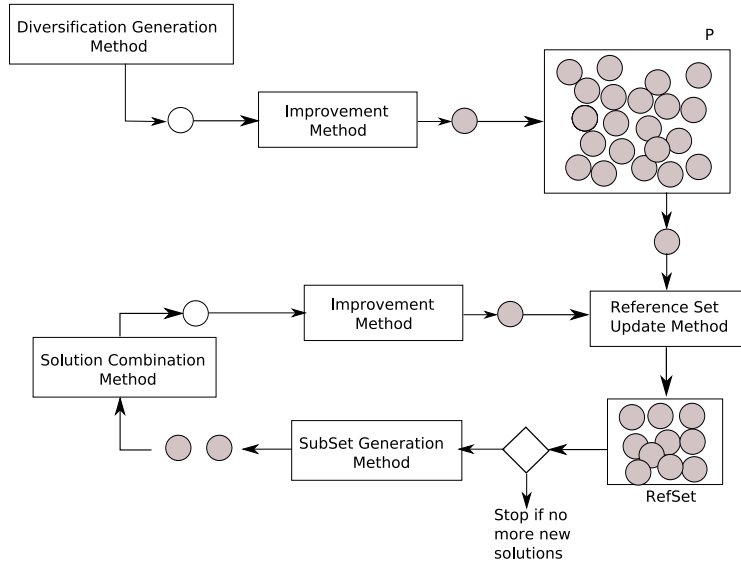 Diversification Generation
Method
P
Improvement
Method
Improvement
Method
Reference Set
Update Method
Solution Combination
Method
SubSet Generation
Method
RefSet
Stop if no
more new
solutions